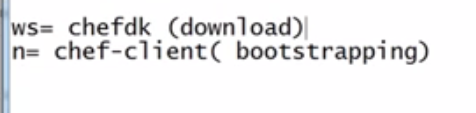 ws= chefdk (download)
n= chef-client( bootstrapping)